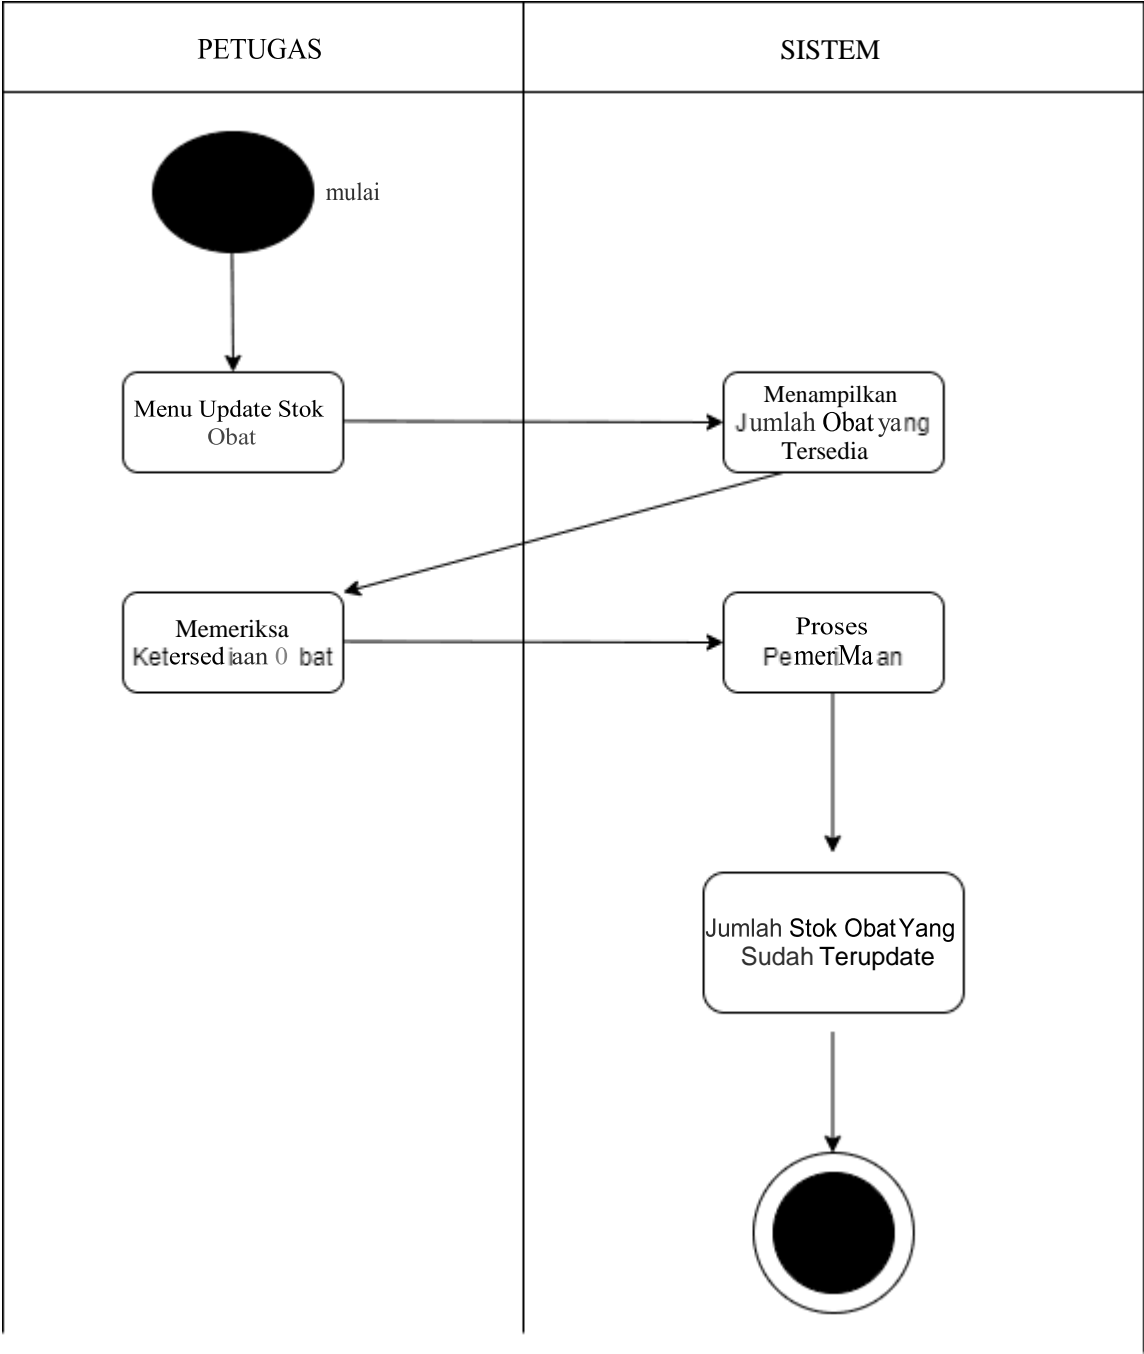 PETUGAS
SISTEM
mulai
Menu Update Stok
Obat
Menampilkan
Jumlah Obat yang
Tersedia
Memeriksa
Ketersediaan 0 bat
Proses
PemeriMaan
Jumlah Stok Obat Yang
Sudah Terupdate